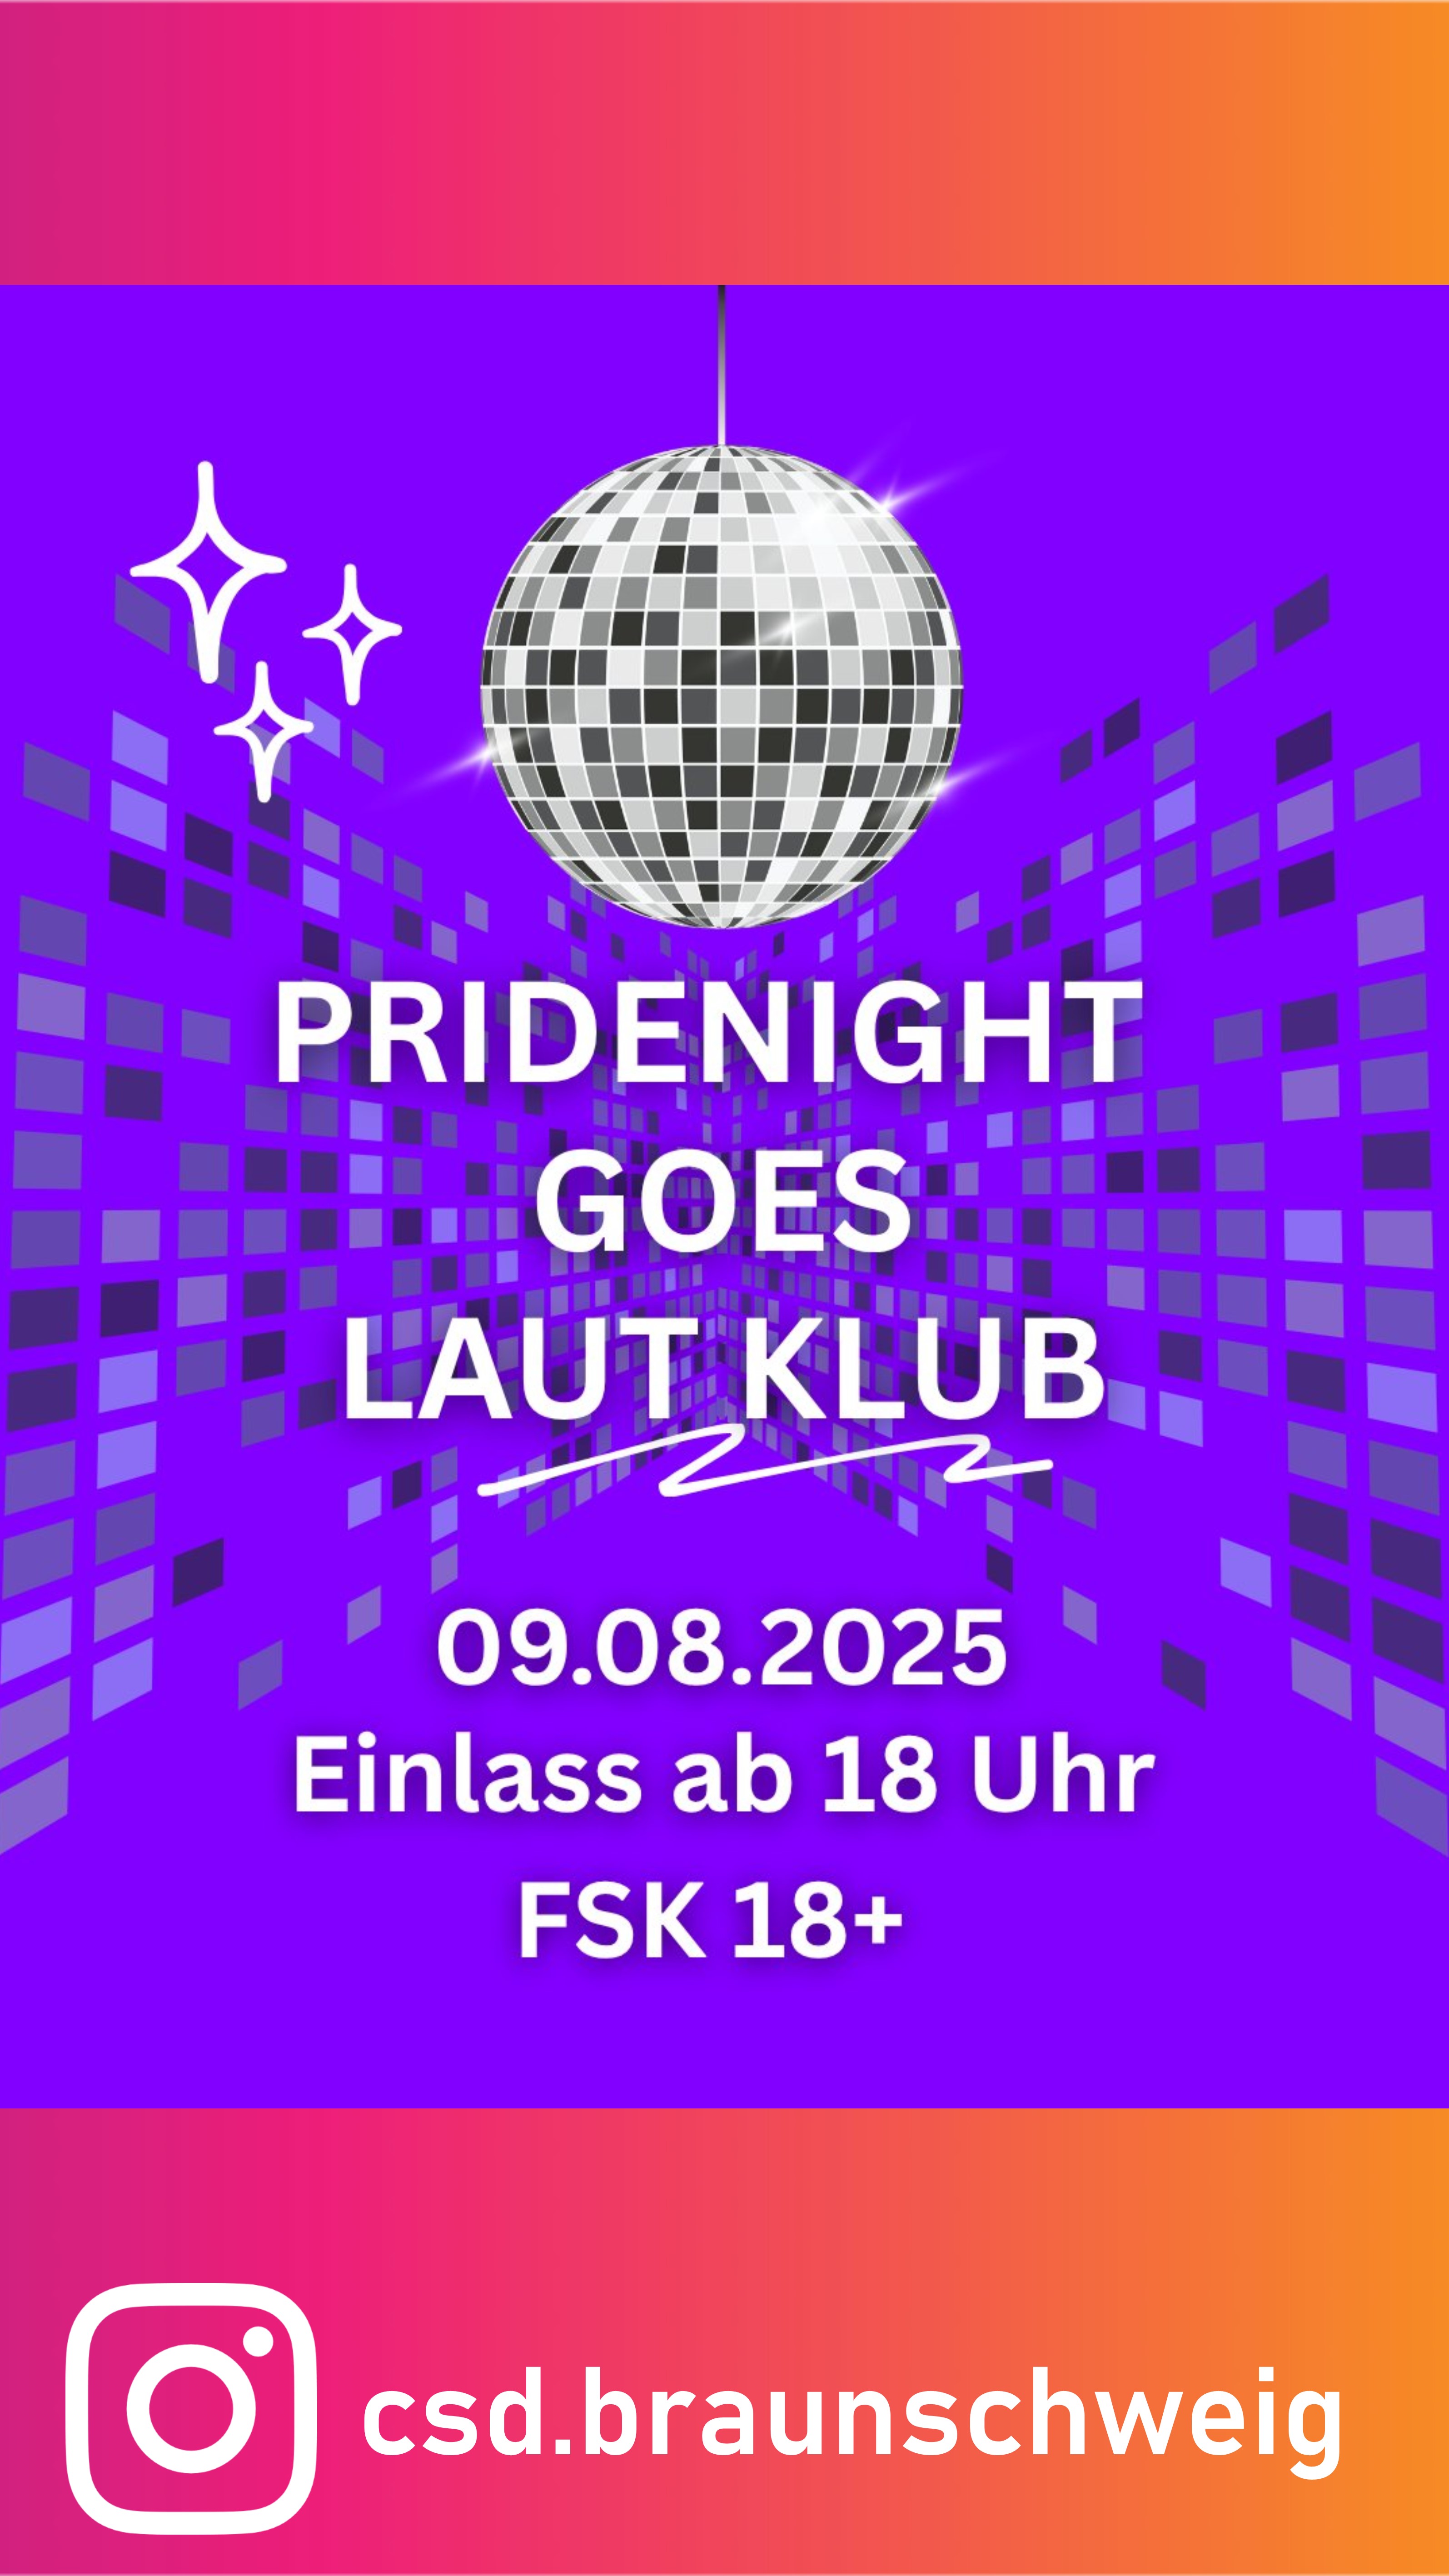 PRIDENIGHT
GOES
LAUT KLUB
09.08.2025
Einlass ab 18 Uhr
FSK 18+
csd.braunschweig